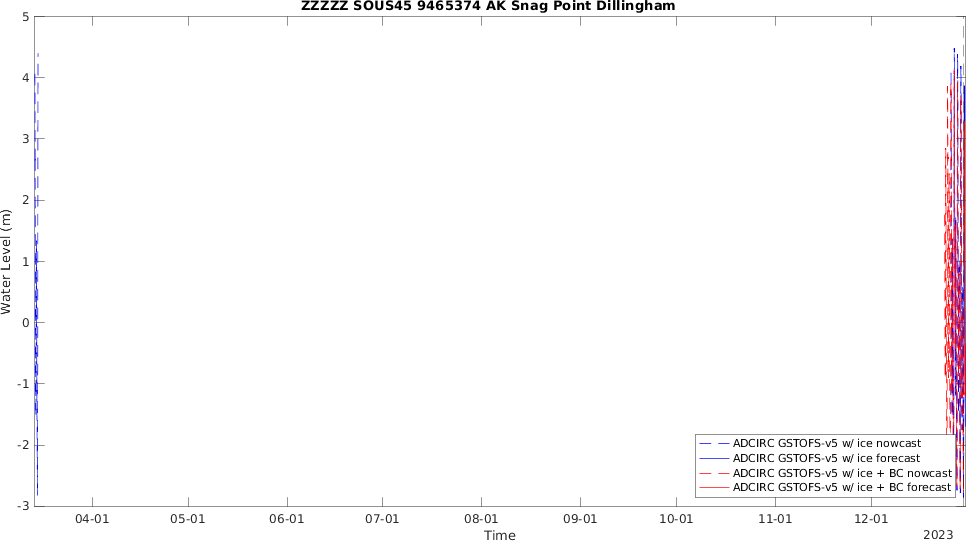 ZZZZZ SOUS45 9465374 AK Snag Point Dillingham
5
4
3
2
1
0
-1
-2
-3
Water Level (m)
ADCIRC GSTOFS-v5 w/ ice nowcast
ADCIRC GSTOFS-v5 w/ ice forecast
ADCIRC GSTOFS-v5 w/ ice + BC nowcast
ADCIRC GSTOFS-v5 w/ ice + BC forecast
04-01 05-01 06-01 07-01 08-01 09-01 10-01 11-01 12-01
Time
2023